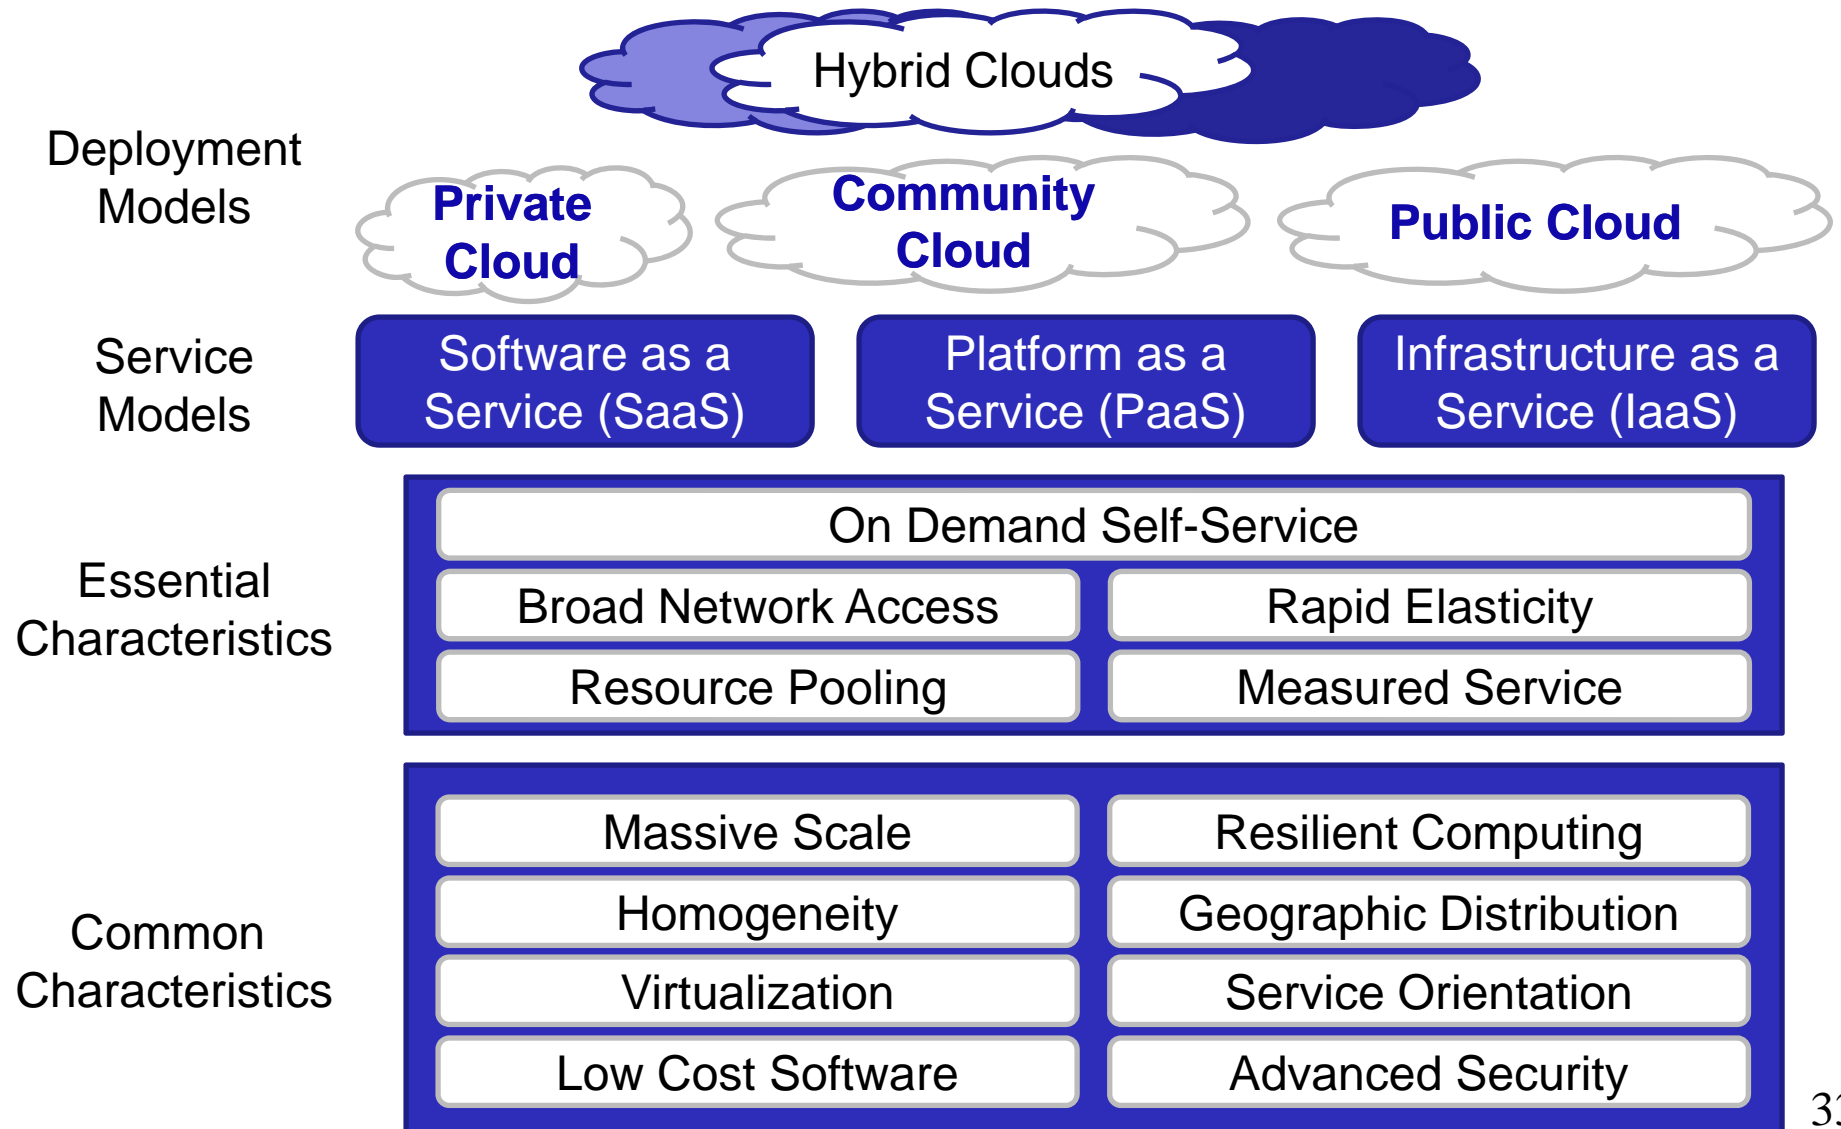 Hybrid Clouds
Deployment
Models
Private
Cloud
Community
Cloud
Public Cloud
Service
Models
Software as a
Service (SaaS)
Platform as a
Service (PaaS)
Infrastructure as a
Service (IaaS)
Essential
Characteristics
On Demand Self-Service
Broad Network Access
Rapid Elasticity
Resource Pooling
Measured Service
Common
Characteristics
Massive Scale
Resilient Computing
Homogeneity
Geographic Distribution
Virtualization
Service Orientation
Low Cost Software
Advanced Security